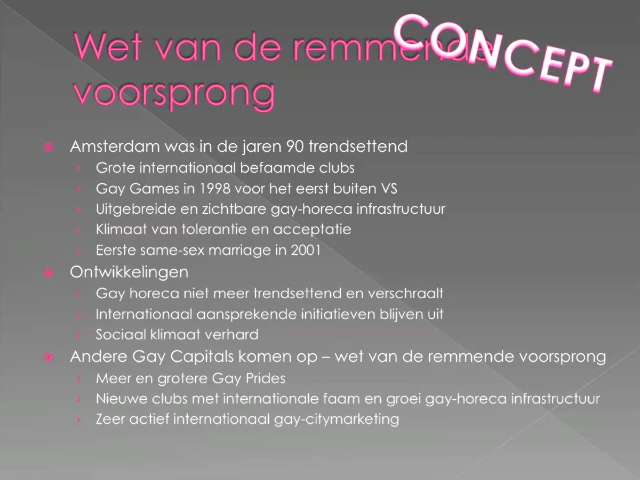 Wet van de remmende
voorsprong
CONCEPT
Amsterdam was in de jaren 90 trendsettend
Grote internationaal befaamde clubs
Gay Games in 1998 voor het eerst buiten VS
Uitgebreide en zichtbare gay-horeca infrastructuur
Klimaat van tolerantie en acceptatie
Eerste same-sex marriage in 2001
Ontwikkelingen
Gay horeca niet meer trendsettend en verschraalt
Internationaal aansprekende initiatieven blijven uit
Sociaal klimaat verhard
Andere Gay Capitals komen op – wet van de remmende voorsprong
Meer en grotere Gay Prides
Nieuwe clubs met internationale faam en groei gay-horeca infrastructuur
Zeer actief internationaal gay-citymarketing